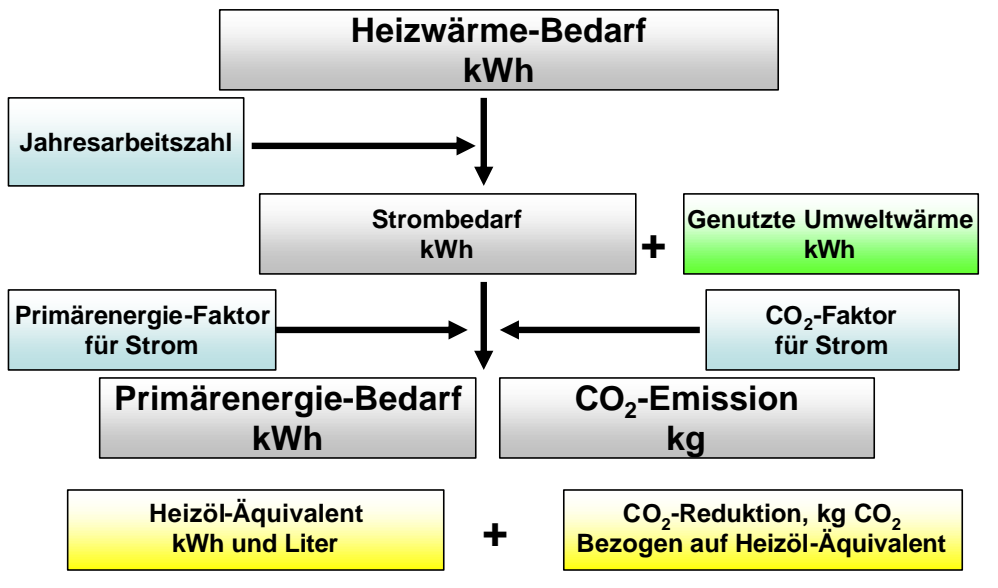 Heizwärme-Bedarf
kWh
Jahresarbeitszahl
Strombedarf
kWh
+
Genutzte Umweltwärme
kWh
Primärenergie-Faktor
für Strom
CO₂-Faktor
für Strom
Primärenergie-Bedarf
kWh
CO₂-Emission
kg
Heizöl-Äquivalent
kWh und Liter
+
CO₂-Reduktion, kg CO₂
Bezogen auf Heizöl-Äquivalent